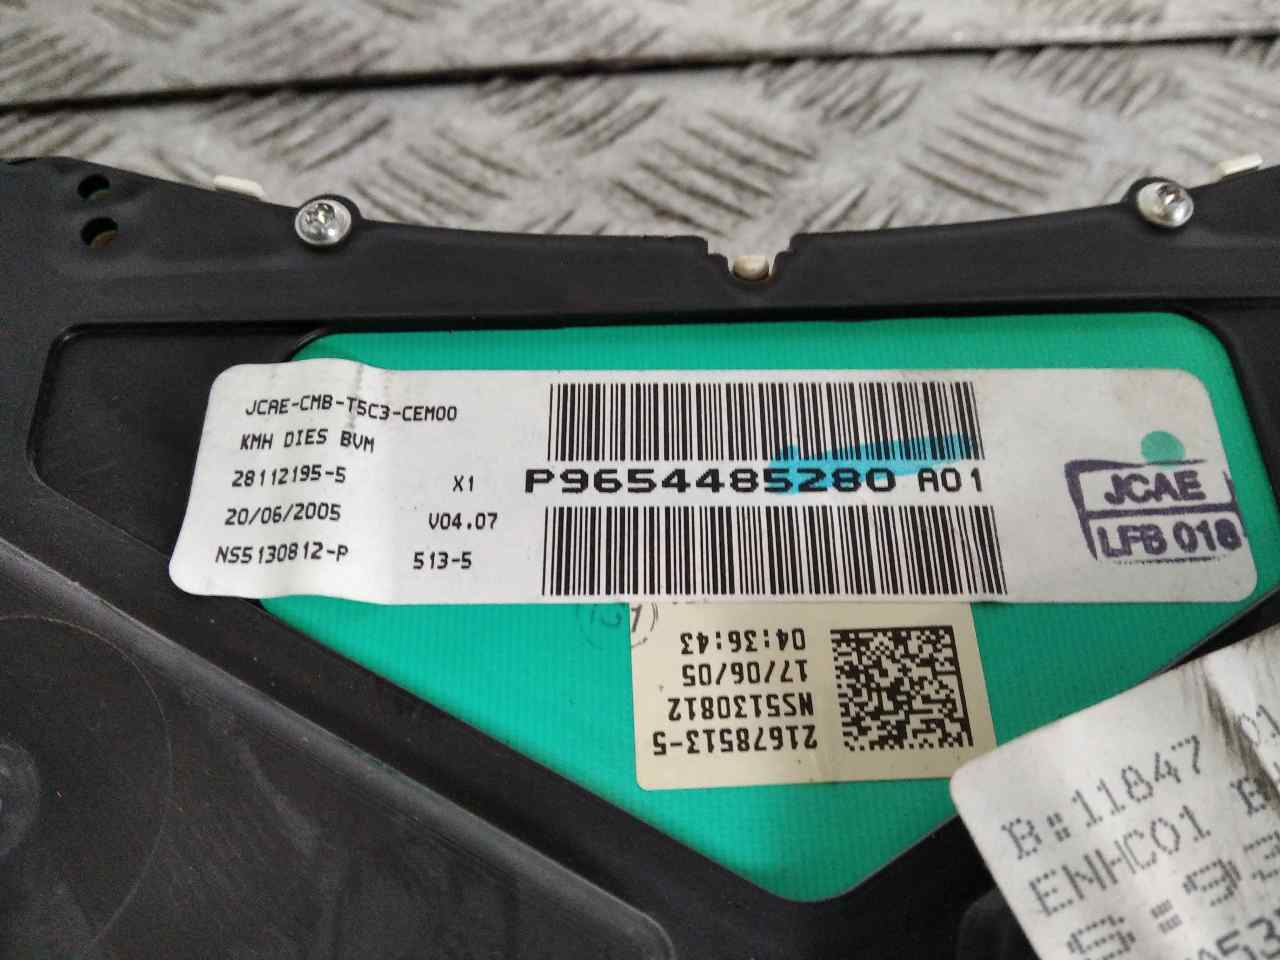 JCAE-CMB-T5C3-CEM00
KMH DIES BVM
28112195-5 X1
20/06/2005 V04.07
NS5130812-P 513-5
P9654485280 A01
JCAE
LFB 018
21678513-5
NS5130812
17/06/05
04:36:43
B:11847
ENHC01